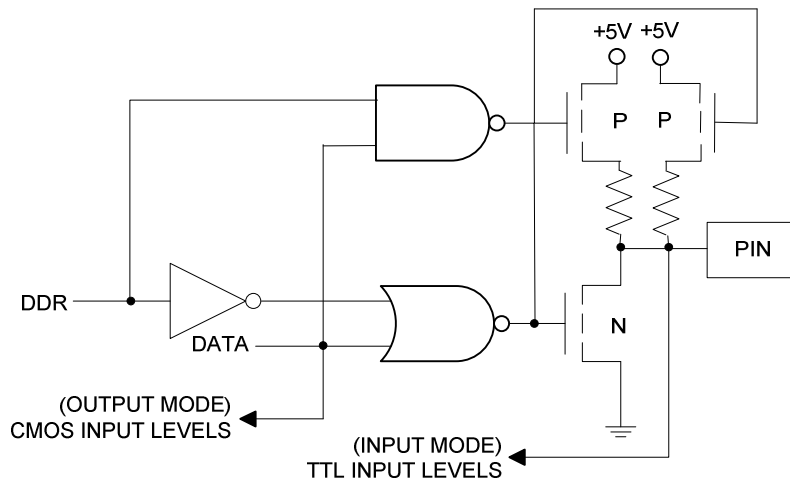 +5V +5V
P P
PIN
DDR
N
DATA
(OUTPUT MODE)
CMOS INPUT LEVELS
(INPUT MODE)
TTL INPUT LEVELS